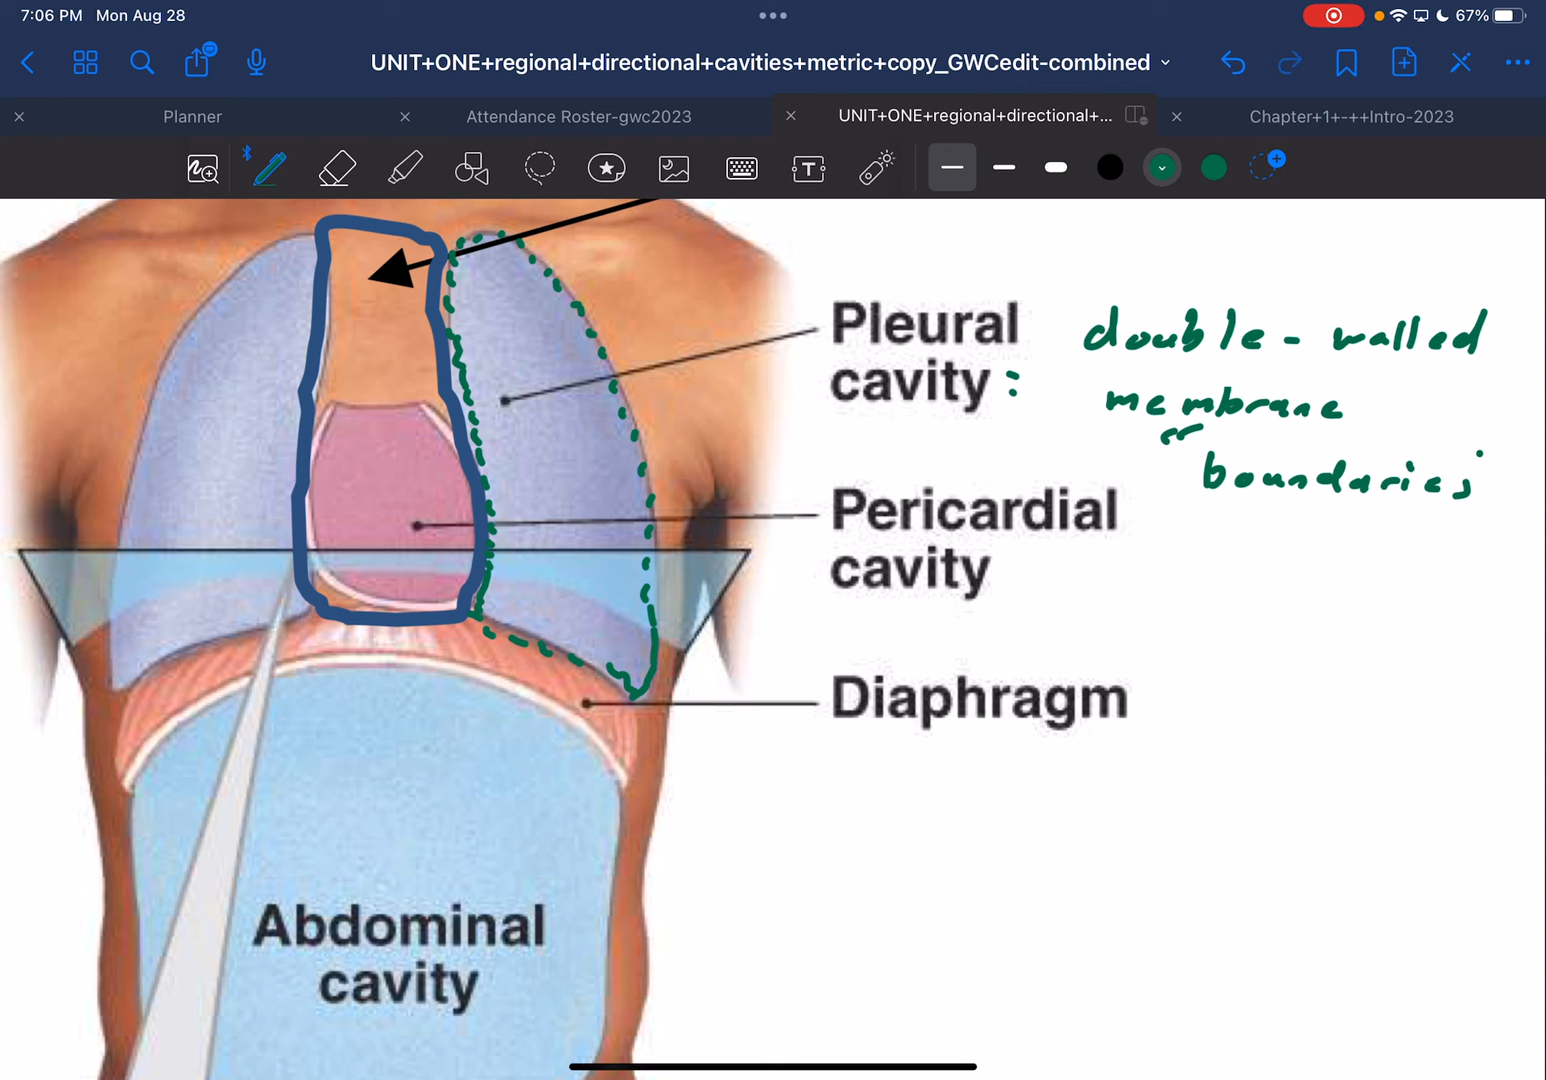 7:06 PM Mon Aug 28
67%
UNIT+ONE+regional+directional+cavities+metric+copy_GWCedit-combined
Planner
Attendance Roster-gwc2023
UNIT+ONE+regional+directional+...
Chapter+1+-++Intro-2023
Pleural
cavity :
double-walled
membrane
boundaries
Pericardial
cavity
Diaphragm
Abdominal
cavity